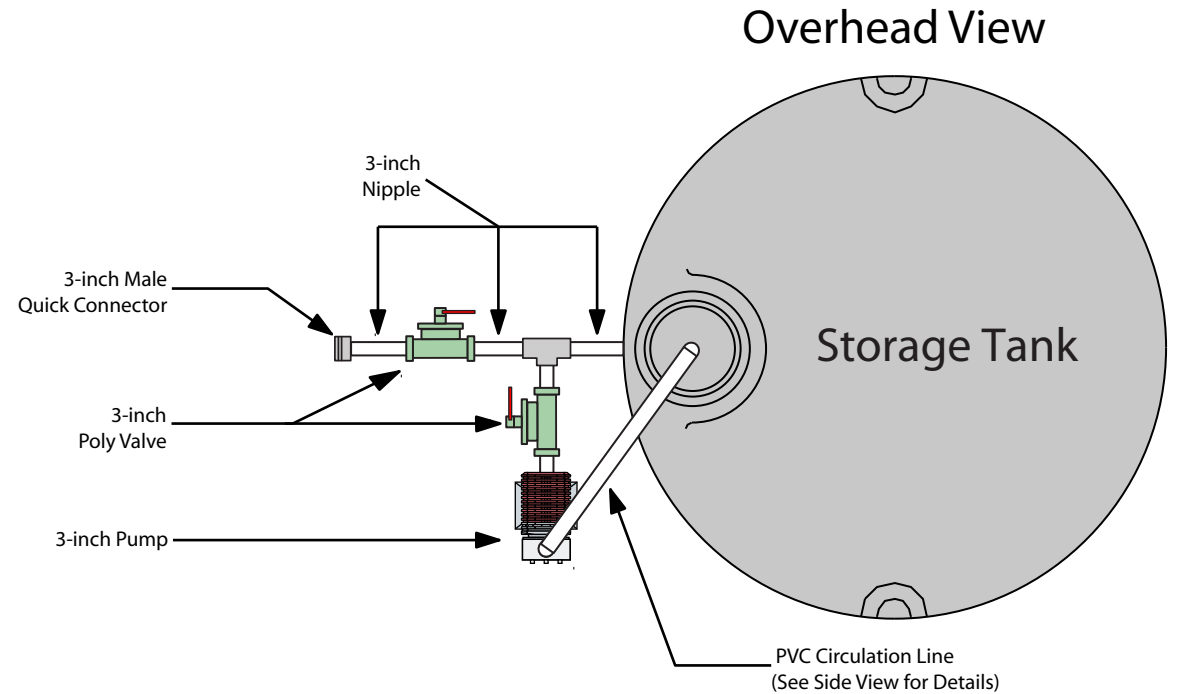 Overhead View
3-inch
Nipple
3-inch Male
Quick Connector
Storage Tank
3-inch
Poly Valve
3-inch Pump
PVC Circulation Line
(See Side View for Details)